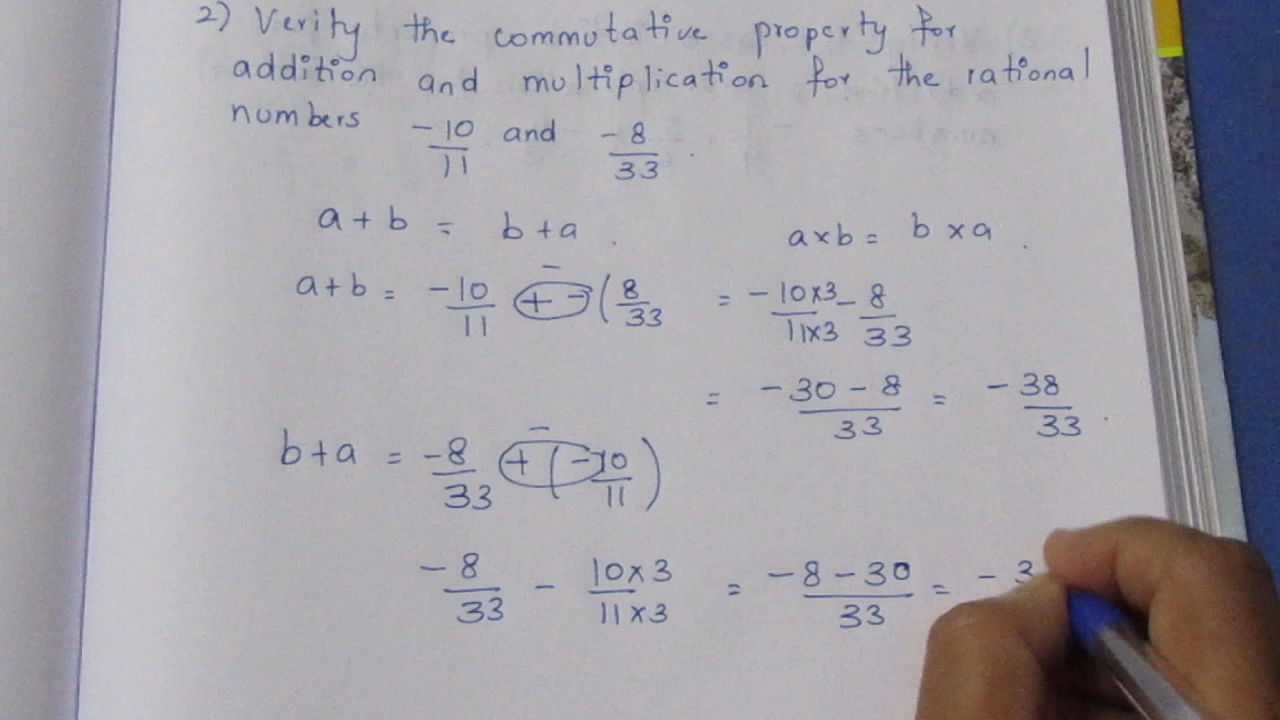 2) Verify the commutative property for
addition and multiplication for the rational
numbers -10/11 and -8/33 .
a + b = b + a .
a × b = b × a .
a + b = -10/11 + - ( 8/33 = -10×3/11×3 - 8/33
= -30 - 8/33 = -38/33 .
b + a = -8/33 + ( -10/11 )
-8/33 - 10×3/11×3 = -8-30/33 = -3